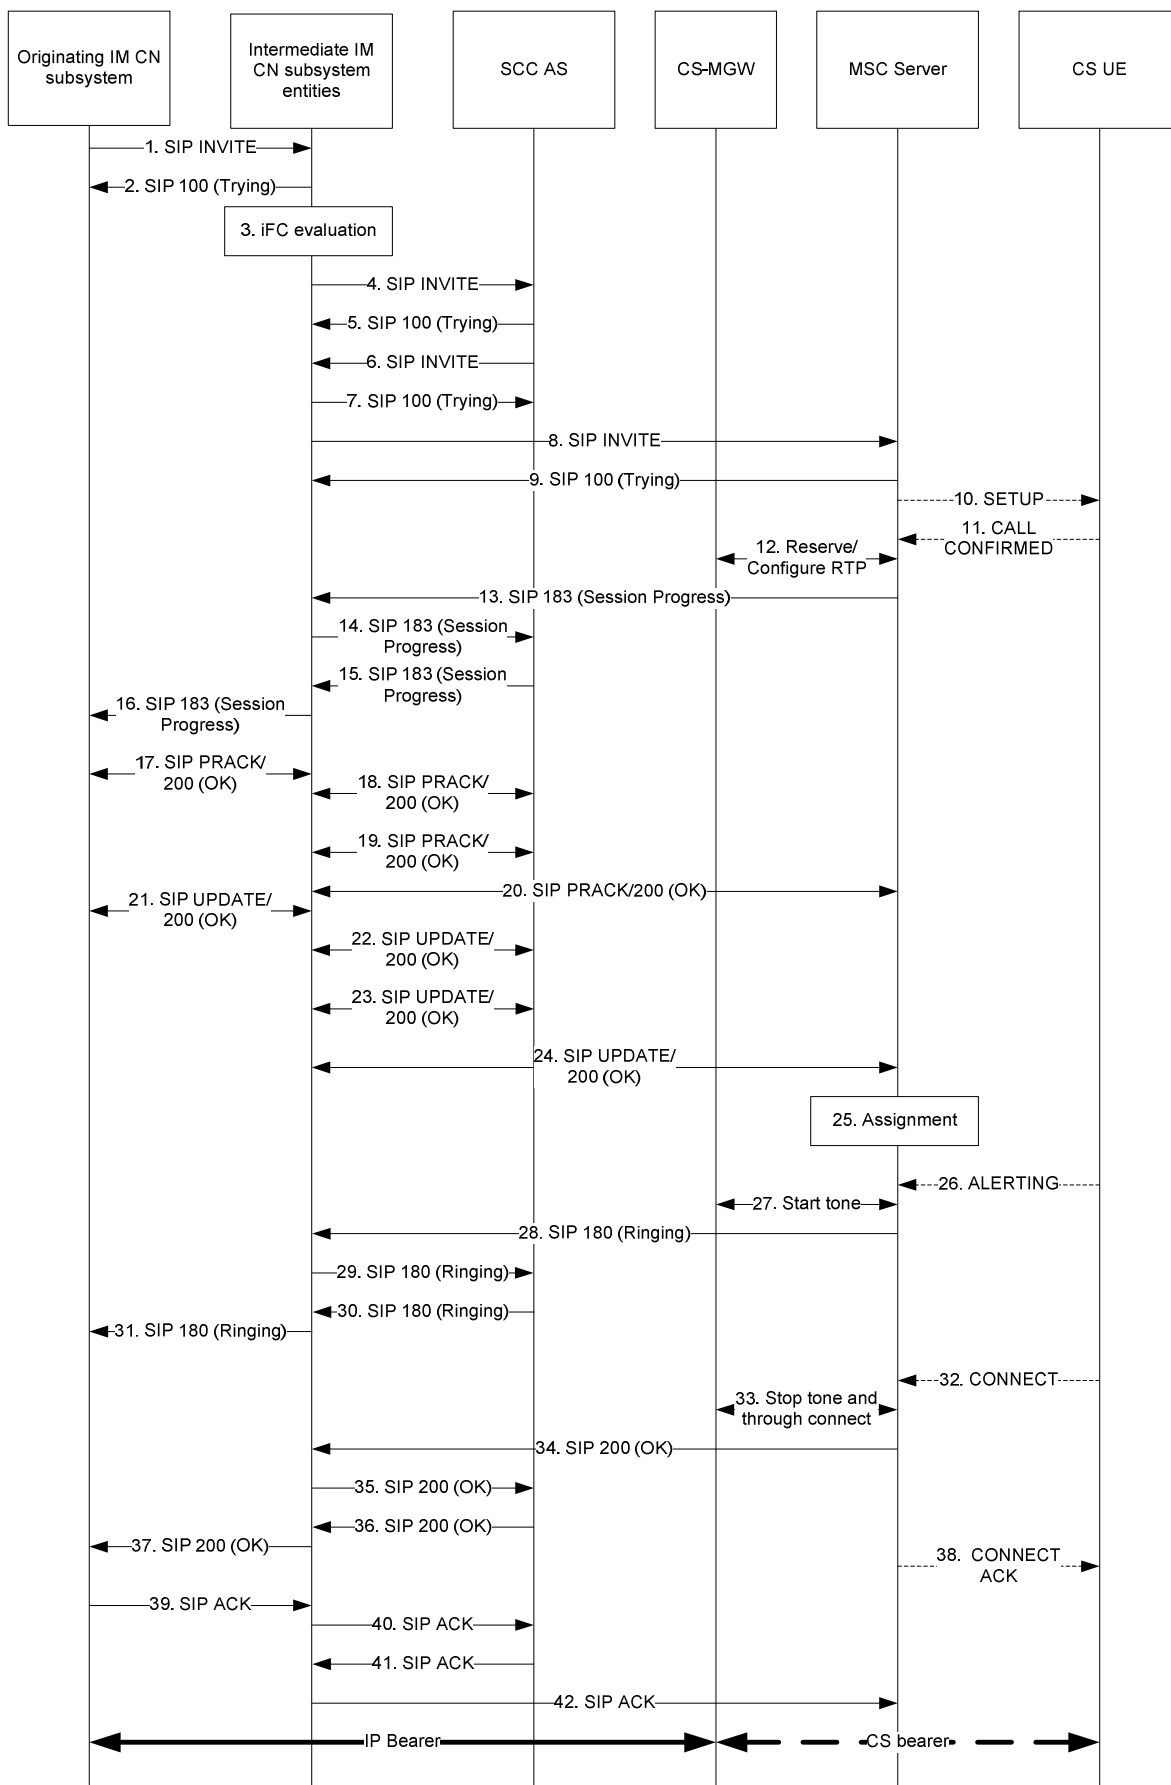 Originating IM CN
subsystem
Intermediate IM
CN subsystem
entities
SCC AS
CS-MGW
MSC Server
CS UE
1. SIP INVITE
2. SIP 100 (Trying)
3. iFC evaluation
4. SIP INVITE
5. SIP 100 (Trying)
6. SIP INVITE
7. SIP 100 (Trying)
8. SIP INVITE
9. SIP 100 (Trying)
10. SETUP
11. CALL
CONFIRMED
12. Reserve/
Configure RTP
13. SIP 183 (Session Progress)
14. SIP 183 (Session
Progress)
15. SIP 183 (Session
Progress)
16. SIP 183 (Session
Progress)
17. SIP PRACK/
200 (OK)
18. SIP PRACK/
200 (OK)
19. SIP PRACK/
200 (OK)
20. SIP PRACK/200 (OK)
21. SIP UPDATE/
200 (OK)
22. SIP UPDATE/
200 (OK)
23. SIP UPDATE/
200 (OK)
24. SIP UPDATE/
200 (OK)
25. Assignment
26. ALERTING
27. Start tone
28. SIP 180 (Ringing)
29. SIP 180 (Ringing)
30. SIP 180 (Ringing)
31. SIP 180 (Ringing)
32. CONNECT
33. Stop tone and
through connect
34. SIP 200 (OK)
35. SIP 200 (OK)
36. SIP 200 (OK)
37. SIP 200 (OK)
38. CONNECT
ACK
39. SIP ACK
40. SIP ACK
41. SIP ACK
42. SIP ACK
IP Bearer
CS bearer